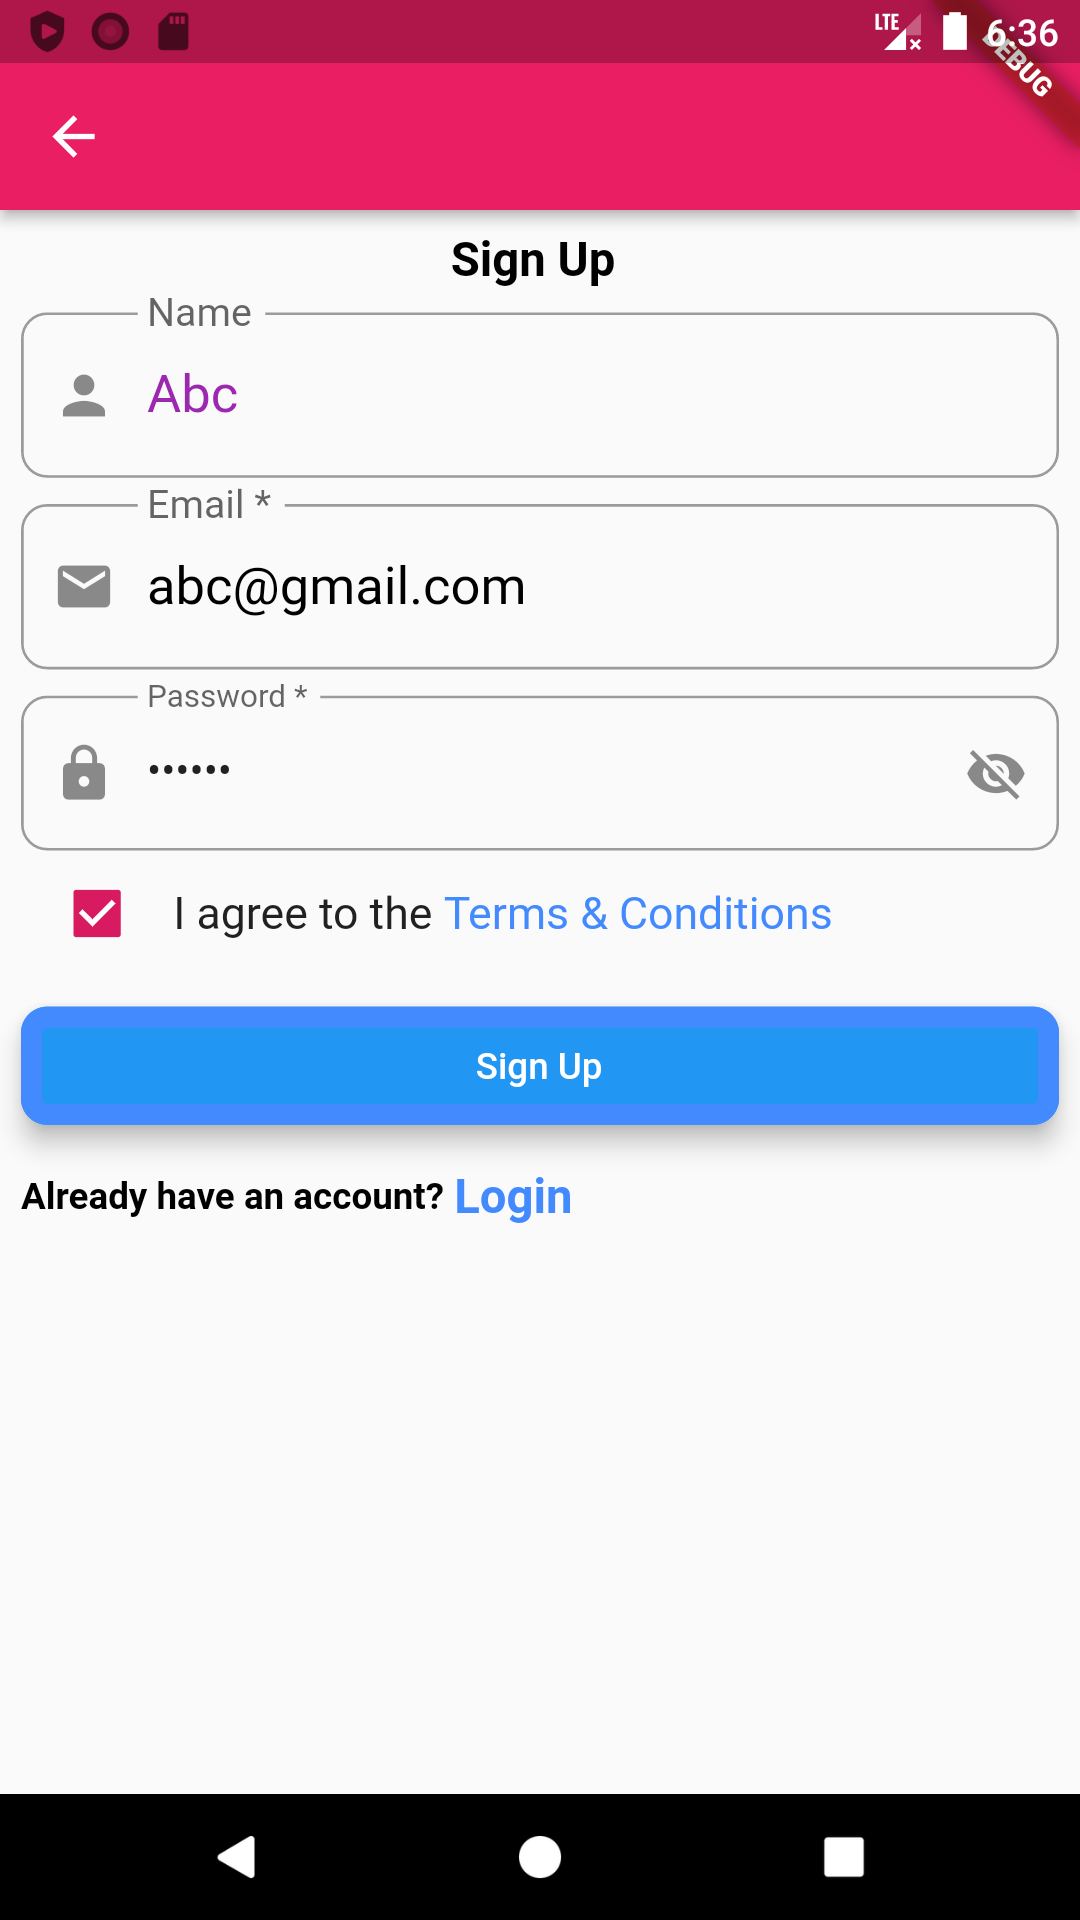 LTE 6:36
DEBUG
Sign Up
Name
Abc
Email *
abc@gmail.com
Password *
••••••
I agree to the Terms & Conditions
Sign Up
Already have an account? Login